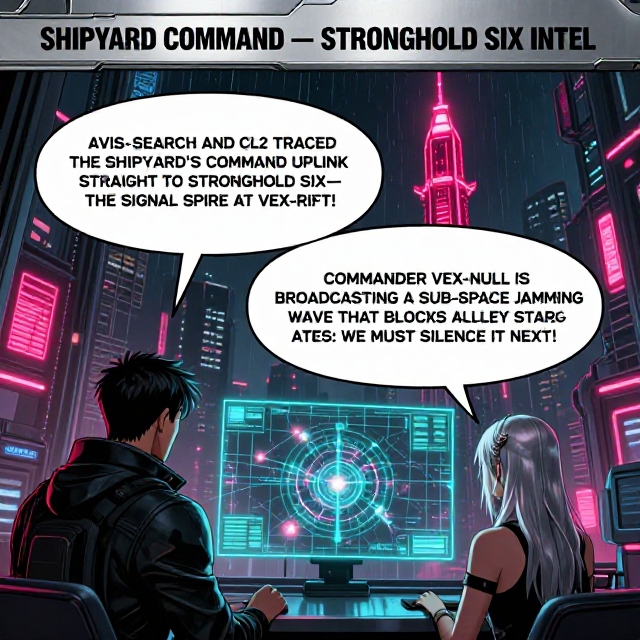 SHIPYARD COMMAND — STRONGHOLD SIX INTEL
AVIS-SEARCH AND CL2 TRACED
THE SHIPYARD'S COMMAND UPLINK
STRAIGHT TO STRONGHOLD SIX—
THE SIGNAL SPIRE AT VEX-RIFT!
COMMANDER VEX-NULL IS
BROADCASTING A SUB-SPACE JAMMING
WAVE THAT BLOCKS ALLLEY STARG
ATES: WE MUST SILENCE IT NEXT!